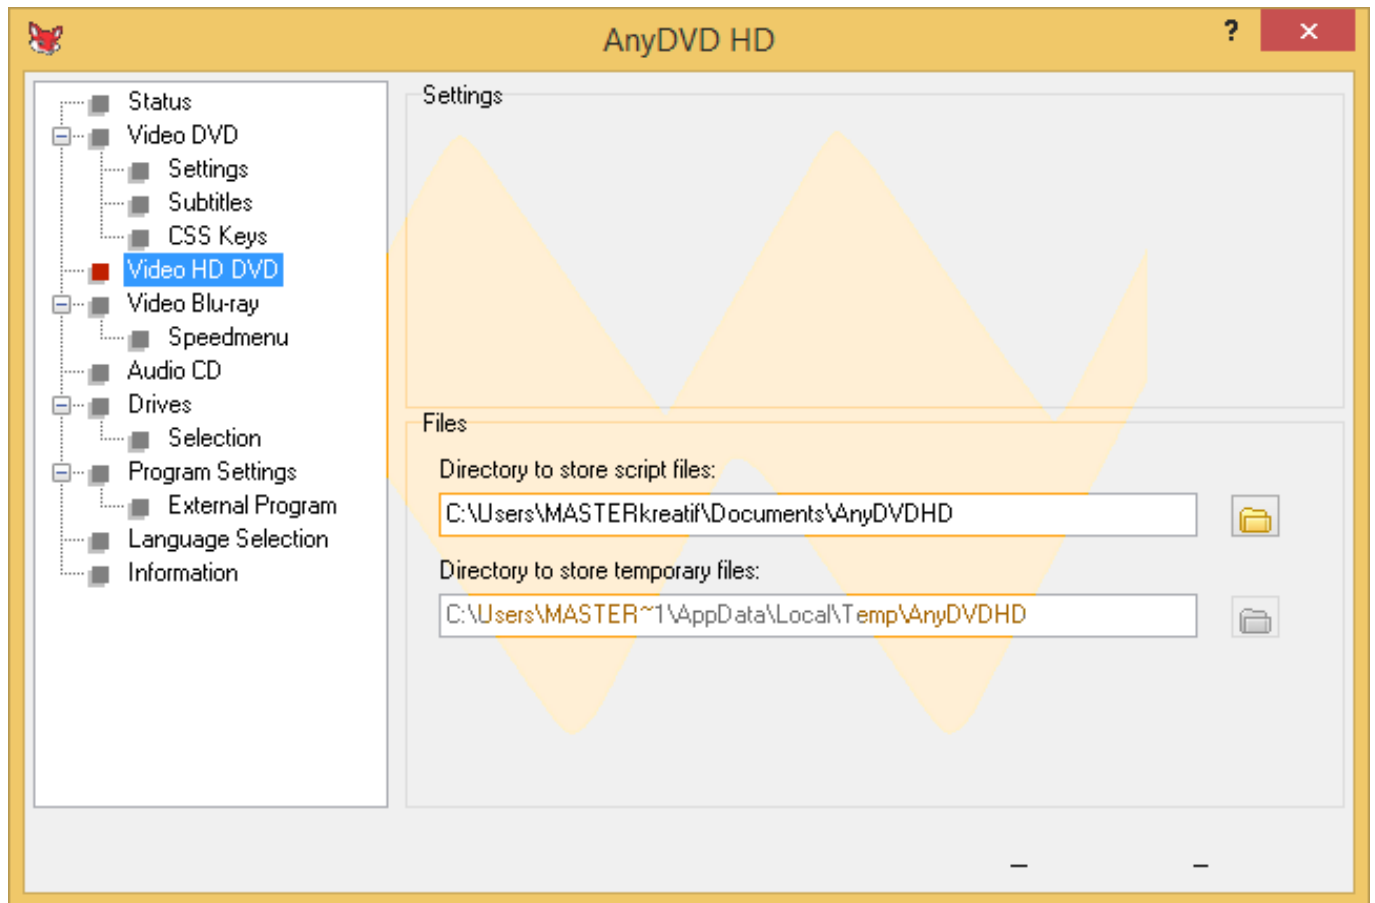 AnyDVD HD
?
Status
Video DVD
Settings
Subtitles
CSS Keys
Video HD DVD
Video Blu-ray
Speedmenu
Audio CD
Drives
Selection
Program Settings
External Program
Language Selection
Information
Settings
Files
Directory to store script files:
C:\Users\MASTERkreatif\Documents\AnyDVDHD
Directory to store temporary files:
C:\Users\MASTER~1\AppData\Local\Temp\AnyDVDHD